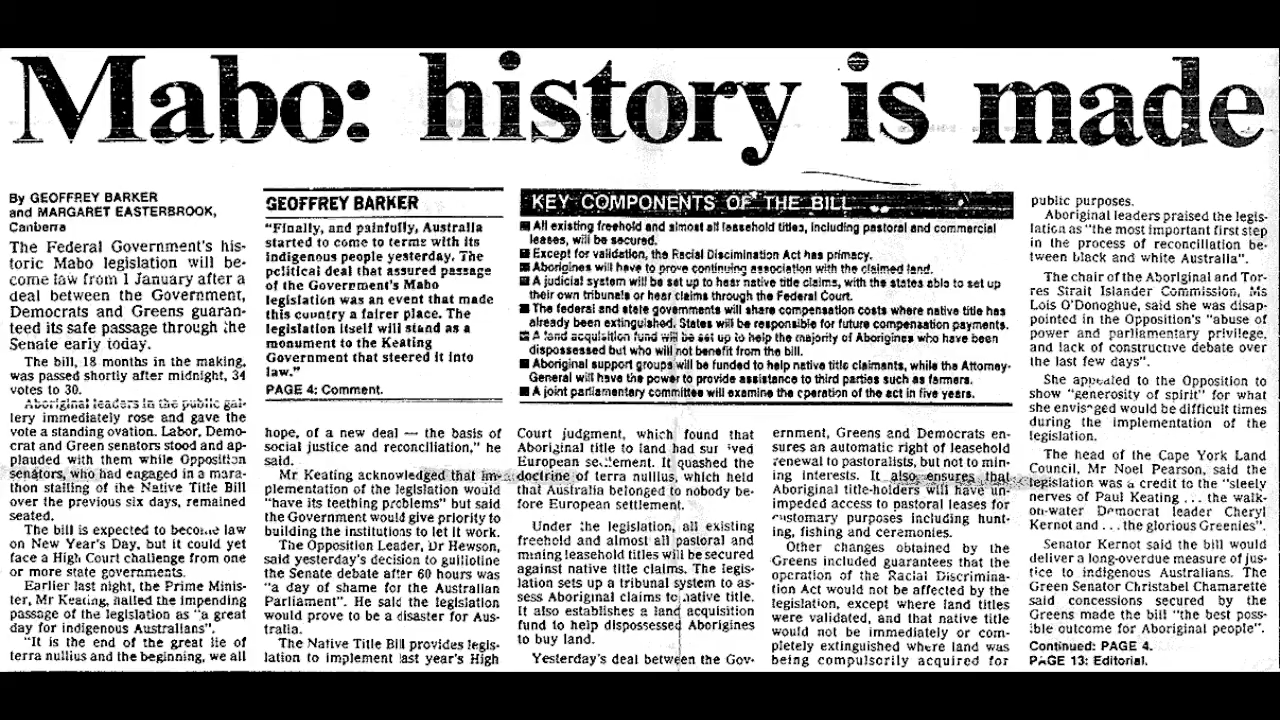 Mabo: history is made
By GEOFFREY BARKER
and MARGARET EASTERBROOK,
Canberra
The Federal Government's his-
toric Mabo legislation will be-
come law from 1 January after a
deal between the Government,
Democrats and Greens guaran-
teed its safe passage through the
Senate early today.
The bill, 18 months in the making,
was passed shortly after midnight, 34
votes to 30.
Aboriginal leaders in the public gal-
lery immediately rose and gave the
vote a standing ovation. Labor, Demo-
crat and Green senators stood and ap-
plauded with them while Opposition
senators, who had engaged in a mara-
thon stalling of the Native Title Bill
over the previous six days, remained
seated.
The bill is expected to become law
on New Year's Day, but it could yet
face a High Court challenge from one
or more state governments.
Earlier last night, the Prime Minis-
ter, Mr Keating, hailed the impending
passage of the legislation as "a great
day for indigenous Australians".
"It is the end of the great lie of
terra nullius and the beginning, we all
GEOFFREY BARKER
"Finally, and painfully, Australia
started to come to terms with its
indigenous people yesterday. The
political deal that assured passage
of the Government's Mabo
legislation was an event that made
this country a fairer place. The
legislation itself will stand as a
monument to the Keating
Government that steered it into
law."
PAGE 4: Comment.
hope, of a new deal — the basis of
social justice and reconciliation," he
said.
Mr Keating acknowledged that im-
plementation of the legislation would
"have its teething problems" but said
the Government would give priority to
building the institutions to let it work.
The Opposition Leader, Dr Hewson,
said yesterday's decision to guillotine
the Senate debate after 60 hours was
"a day of shame for the Australian
Parliament". He said the legislation
would prove to be a disaster for Aus-
tralia.
The Native Title Bill provides legis-
lation to implement last year's High
KEY COMPONENTS OF THE BILL
■ All existing freehold and almost all leasehold titles, including pastoral and commercial
leases, will be secured.
■ Except for validation, the Racial Discrimination Act has primacy.
■ Aborigines will have to prove continuing association with the claimed land.
■ A judicial system will be set up to hear native title claims, with the states able to set up
their own tribunals or hear claims through the Federal Court.
■ The federal and state governments will share compensation costs where native title has
already been extinguished. States will be responsible for future compensation payments.
■ A land acquisition fund will be set up to help the majority of Aborigines who have been
dispossessed but who will not benefit from the bill.
■ Aboriginal support groups will be funded to help native title claimants, while the Attorney-
General will have the power to provide assistance to third parties such as farmers.
■ A joint parliamentary committee will examine the operation of the act in five years.
Court judgment, which found that
Aboriginal title to land had survived
European settlement. It quashed the
doctrine of terra nullius, which held
that Australia belonged to nobody be-
fore European settlement.
Under the legislation, all existing
freehold and almost all pastoral and
mining leasehold titles will be secured
against native title claims. The legis-
lation sets up a tribunal system to as-
sess Aboriginal claims to native title.
It also establishes a land acquisition
fund to help dispossessed Aborigines
to buy land.
Yesterday's deal between the Gov-
ernment, Greens and Democrats en-
sures an automatic right of leasehold
renewal to pastoralists, but not to min-
ing interests. It also ensures that
Aboriginal title-holders will have un-
impeded access to pastoral leases for
customary purposes including hunt-
ing, fishing and ceremonies.
Other changes obtained by the
Greens included guarantees that the
operation of the Racial Discrimina-
tion Act would not be affected by the
legislation, except where land titles
were validated, and that native title
would not be immediately or com-
pletely extinguished where land was
being compulsorily acquired for
public purposes.
Aboriginal leaders praised the legis-
lation as "the most important first step
in the process of reconciliation be-
tween black and white Australia".
The chair of the Aboriginal and Tor-
res Strait Islander Commission, Ms
Lois O'Donoghue, said she was disap-
pointed in the Opposition's "abuse of
power and parliamentary privilege,
and lack of constructive debate over
the last few days".
She appealed to the Opposition to
show "generosity of spirit" for what
she envisaged would be difficult times
during the implementation of the
legislation.
The head of the Cape York Land
Council, Mr Noel Pearson, said the
legislation was a credit to the "steely
nerves of Paul Keating ... the walk-
on-water Democrat leader Cheryl
Kernot and ... the glorious Greenies".
Senator Kernot said the bill would
deliver a long-overdue measure of jus-
tice to indigenous Australians. The
Green Senator Christabel Chamarette
said concessions secured by the
Greens made the bill "the best poss-
ible outcome for Aboriginal people".
Continued: PAGE 4.
PAGE 13: Editorial.